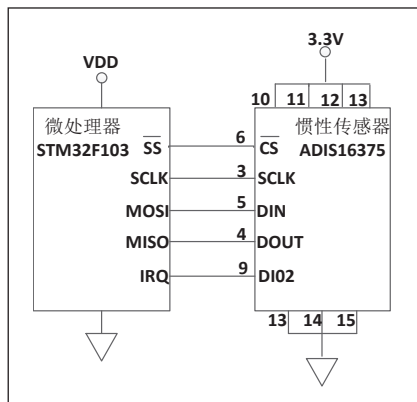 3.3V
VDD
10 11 12 13
微处理器
STM32F103
惯性传感器
ADIS16375
SS 6 CS
SCLK 3 SCLK
MOSI 5 DIN
MISO 4 DOUT
IRQ 9 DI02
13 14 15